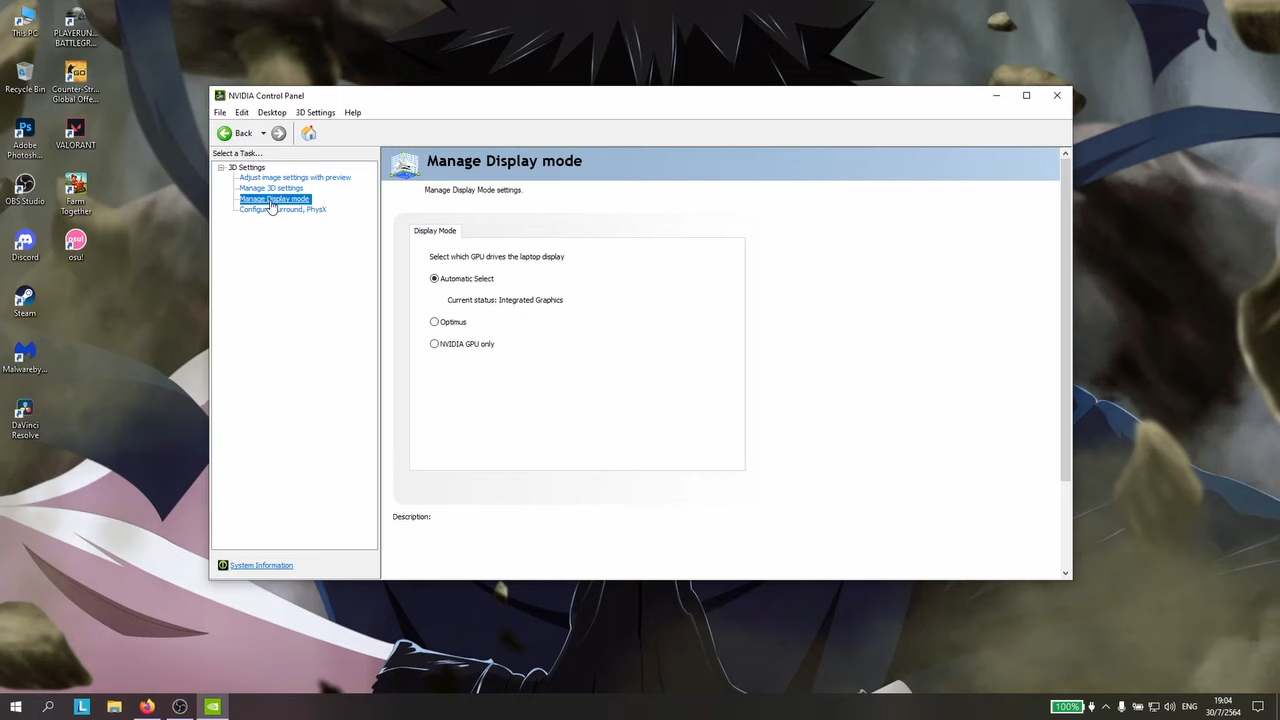 This PC
PLAYERUN...
BATTLEGR...
Recycle Bin
Counter-Str...
Global Offe...
Adobe
Photosh...
VALORANT
OBS Studio
Farm
Together
Discord
osu!
Steam
Malwareby...
DaVinci
Resolve
NVIDIA Control Panel
File Edit Desktop 3D Settings Help
Back
Select a Task...
3D Settings
Adjust image settings with preview
Manage 3D settings
Manage Display mode
Configure Surround, PhysX
System Information
Manage Display mode
Manage Display Mode settings.
Display Mode
Select which GPU drives the laptop display
Automatic Select
Current status: Integrated Graphics
Optimus
NVIDIA GPU only
Description:
100%
ENG
19:04
30/7/2564